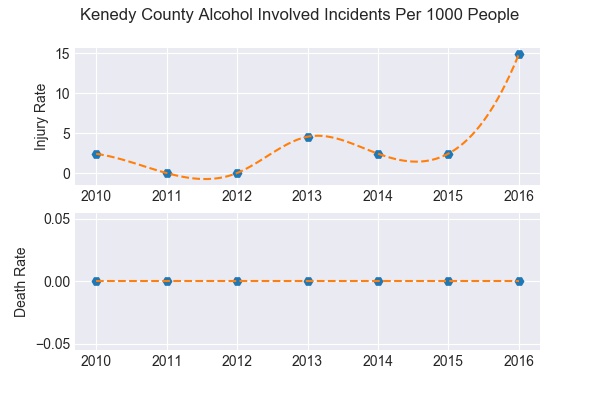 Kenedy County Alcohol Involved Incidents Per 1000 People
Injury Rate
15
10
5
0
2010 2011 2012 2013 2014 2015 2016
Death Rate
0.05
0.00
−0.05
2010 2011 2012 2013 2014 2015 2016